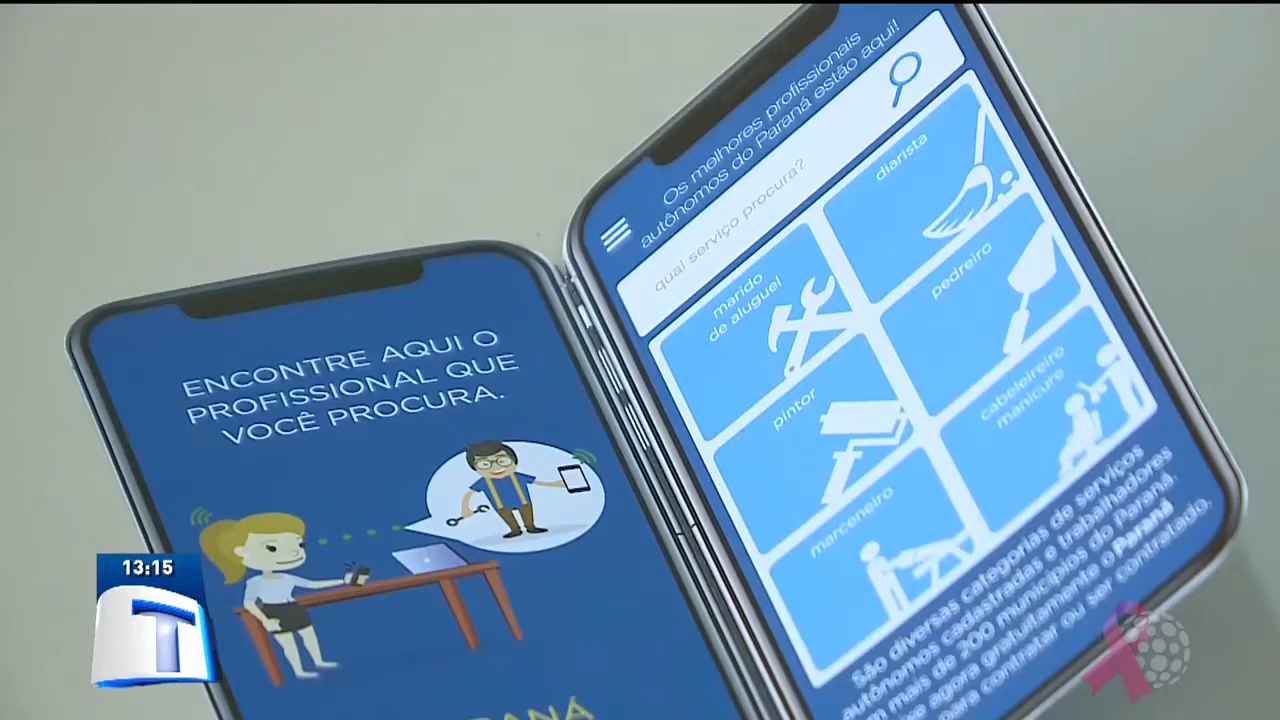 ENCONTRE AQUI O
PROFISSIONAL QUE
VOCÊ PROCURA.
Os melhores profissionais
autônomos do Paraná estão aqui!
qual serviço procura?
marido
de aluguel
diarista
pintor
pedreiro
marceneiro
cabeleireiro
manicure
são diversas categorias de serviços
autônomos cadastradas e trabalhadores
em mais de 200 municípios do Paraná.
agora gratuitamente o Paraná
para contratar ou ser contratado.
13:15
T